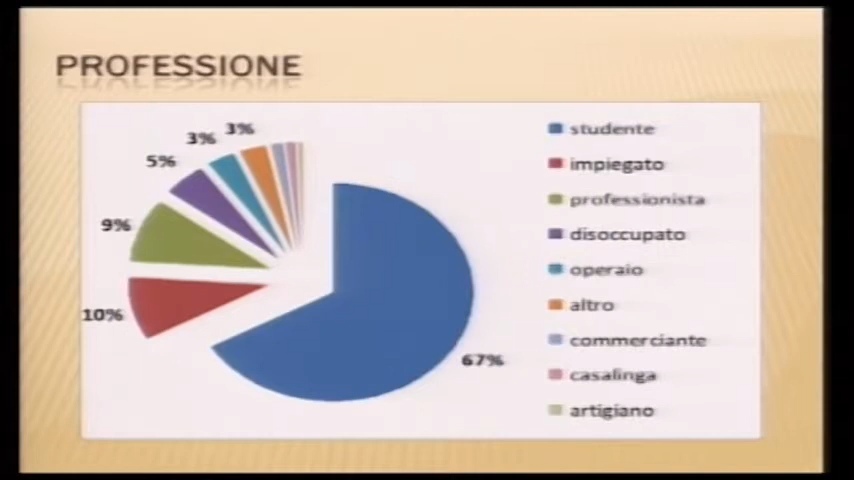 PROFESSIONE
3%
3%
5%
9%
10%
67%
studente
impiegato
professionista
disoccupato
operaio
altro
commerciante
casalinga
artigiano